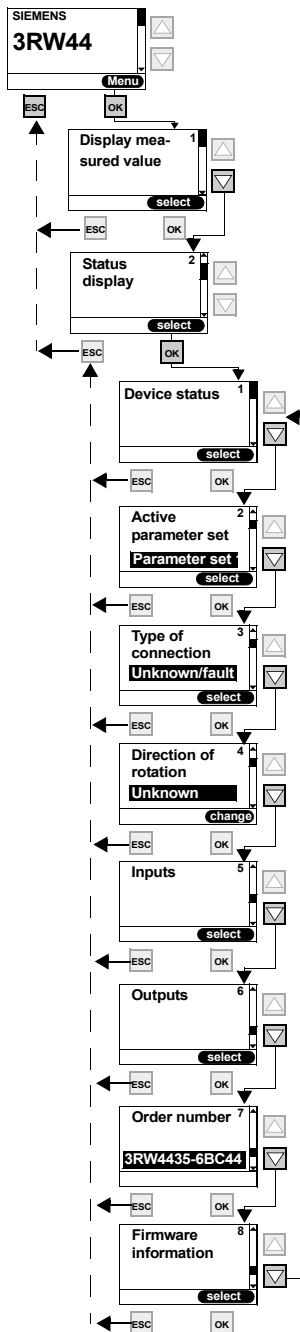 SIEMENS
3RW44
Menu
ESC OK
Display mea- 1
sured value
select
ESC OK
Status 2
display
select
ESC OK
Device status 1
select
ESC OK
Active 2
parameter set
Parameter set
select
ESC OK
Type of 3
connection
Unknown/fault
select
ESC OK
Direction of 4
rotation
Unknown
change
ESC OK
Inputs 5
select
ESC OK
Outputs 6
select
ESC OK
Order number 7
3RW4435-6BC44
ESC OK
Firmware 8
information
select
ESC OK